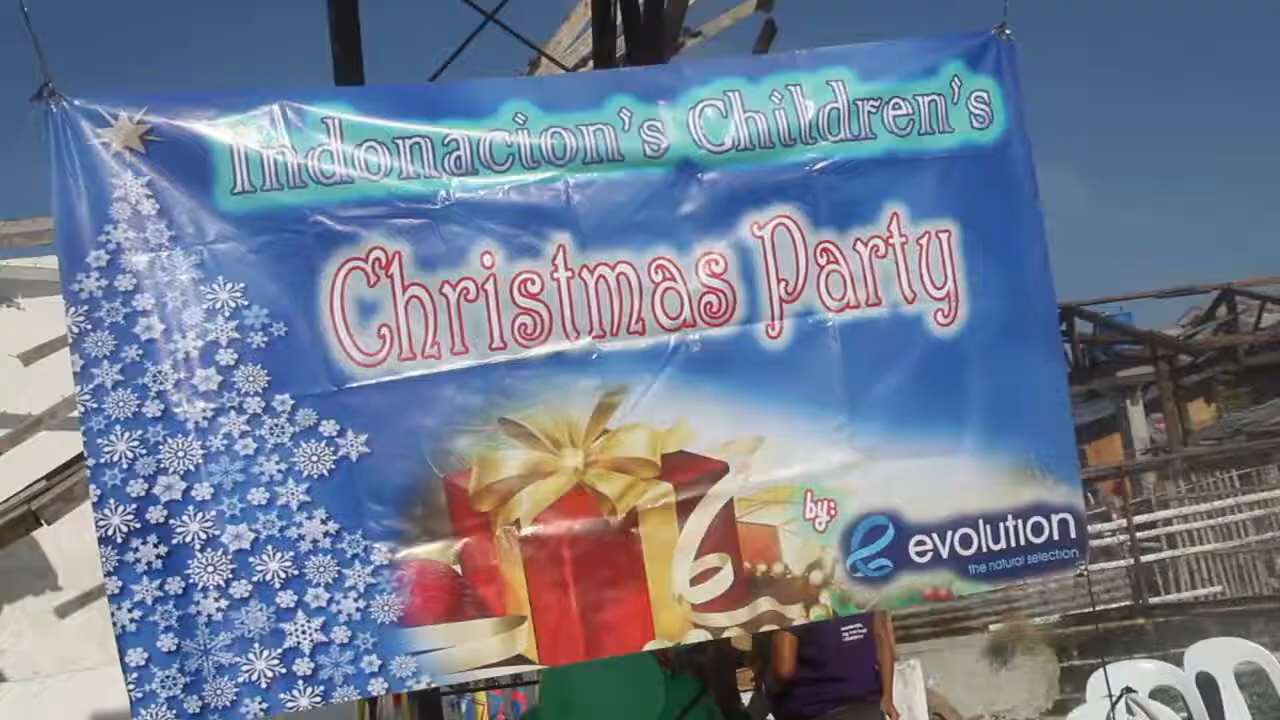 Indonacion's Children's
Christmas Party
by:
evolution
the natural selection